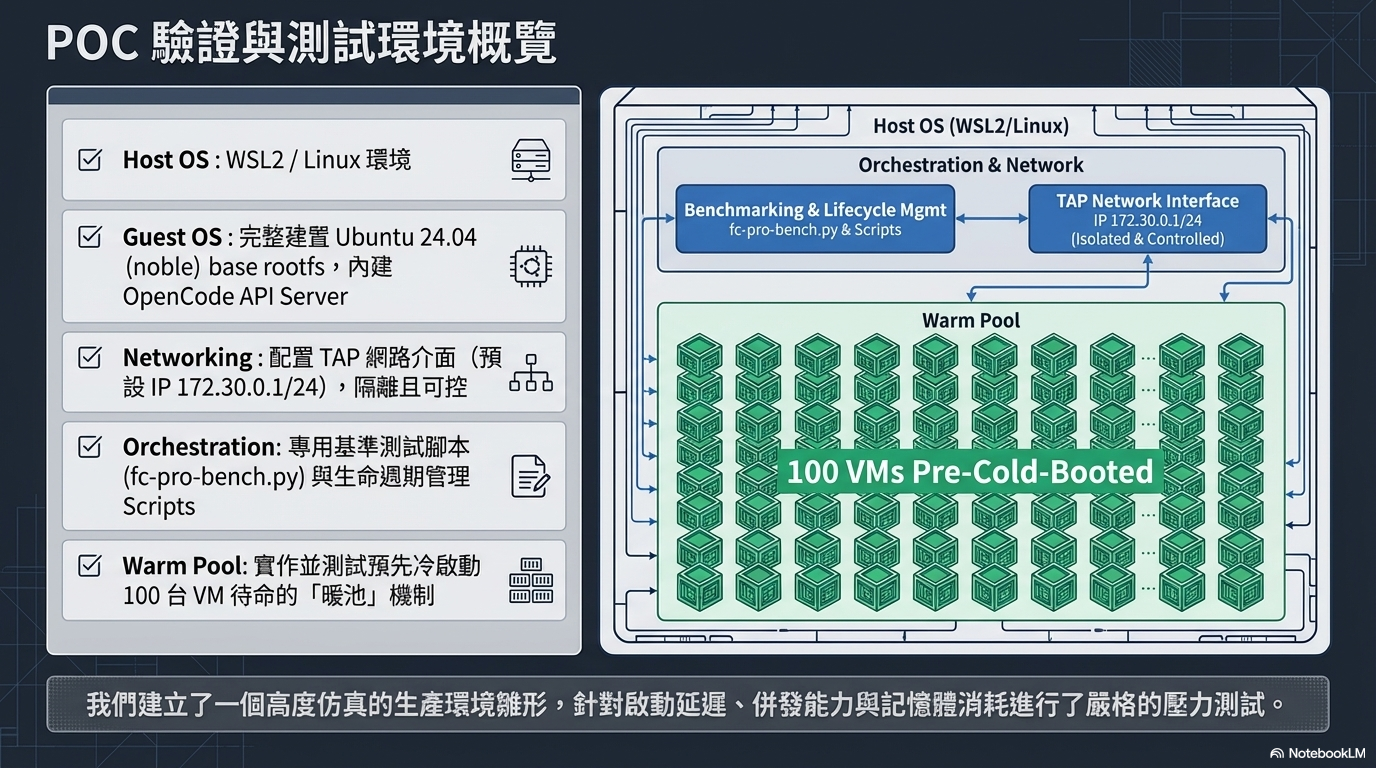 POC 驗證與測試環境概覽
Host OS : WSL2 / Linux 環境
Guest OS : 完整建置 Ubuntu 24.04
(noble) base rootfs，內建
OpenCode API Server
Networking : 配置 TAP 網路介面（預
設 IP 172.30.0.1/24），隔離且可控
Orchestration: 專用基準測試腳本
(fc-pro-bench.py) 與生命週期管理
Scripts
Warm Pool: 實作並測試預先冷啟動
100 台 VM 待命的「暖池」機制
Host OS (WSL2/Linux)
Orchestration & Network
Benchmarking & Lifecycle Mgmt
fc-pro-bench.py & Scripts
TAP Network Interface
IP 172.30.0.1/24
(Isolated & Controlled)
Warm Pool
100 VMs Pre-Cold-Booted
我們建立了一個高度仿真的生產環境雛形，針對啟動延遲、併發能力與記憶體消耗進行了嚴格的壓力測試。
NotebookLM